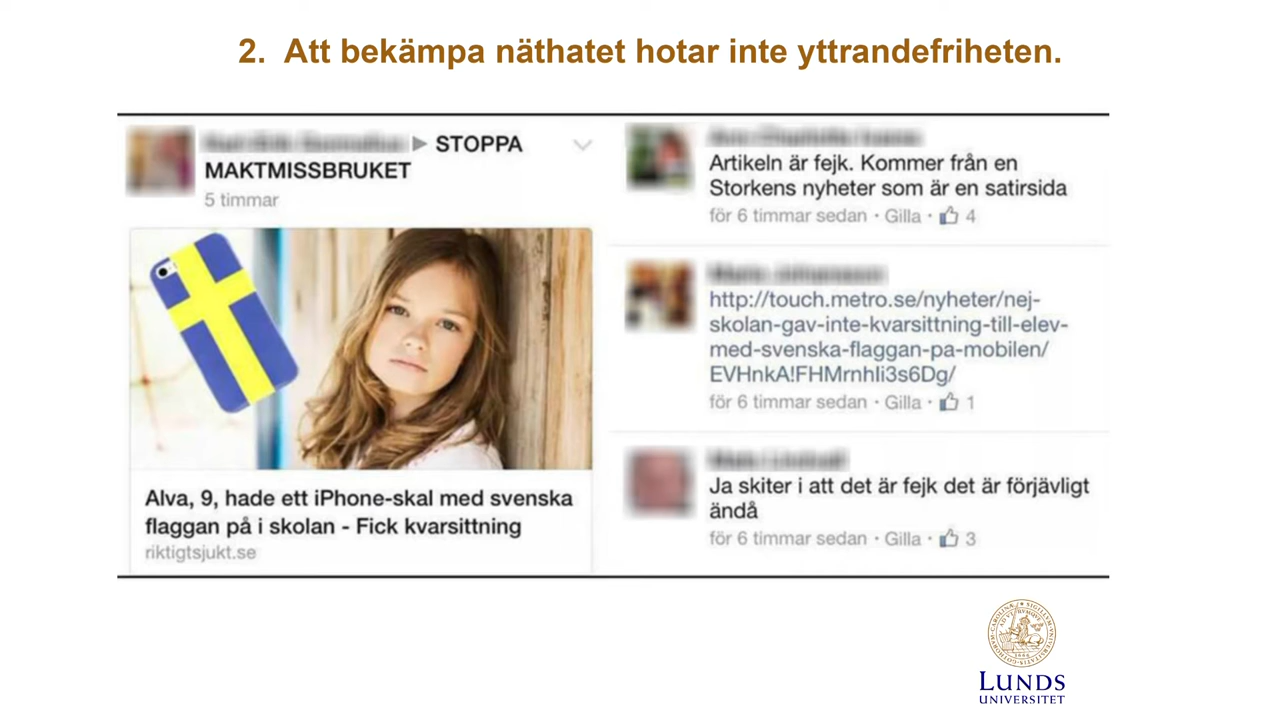 2. Att bekämpa näthatet hotar inte yttrandefriheten.
STOPPA
MAKTMISSBRUKET
5 timmar
Alva, 9, hade ett iPhone-skal med svenska
flaggan på i skolan - Fick kvarsittning
riktigtsjukt.se
Artikeln är fejk. Kommer från en
Storkens nyheter som är en satirsida
för 6 timmar sedan · Gilla · 4
http://touch.metro.se/nyheter/nej-
skolan-gav-inte-kvarsittning-till-elev-
med-svenska-flaggan-pa-mobilen/
EVHnkA!FHMrnhli3s6Dg/
för 6 timmar sedan · Gilla · 1
Ja skiter i att det är fejk det är förjävligt
ändå
för 6 timmar sedan · Gilla · 3
LUNDS
UNIVERSITET